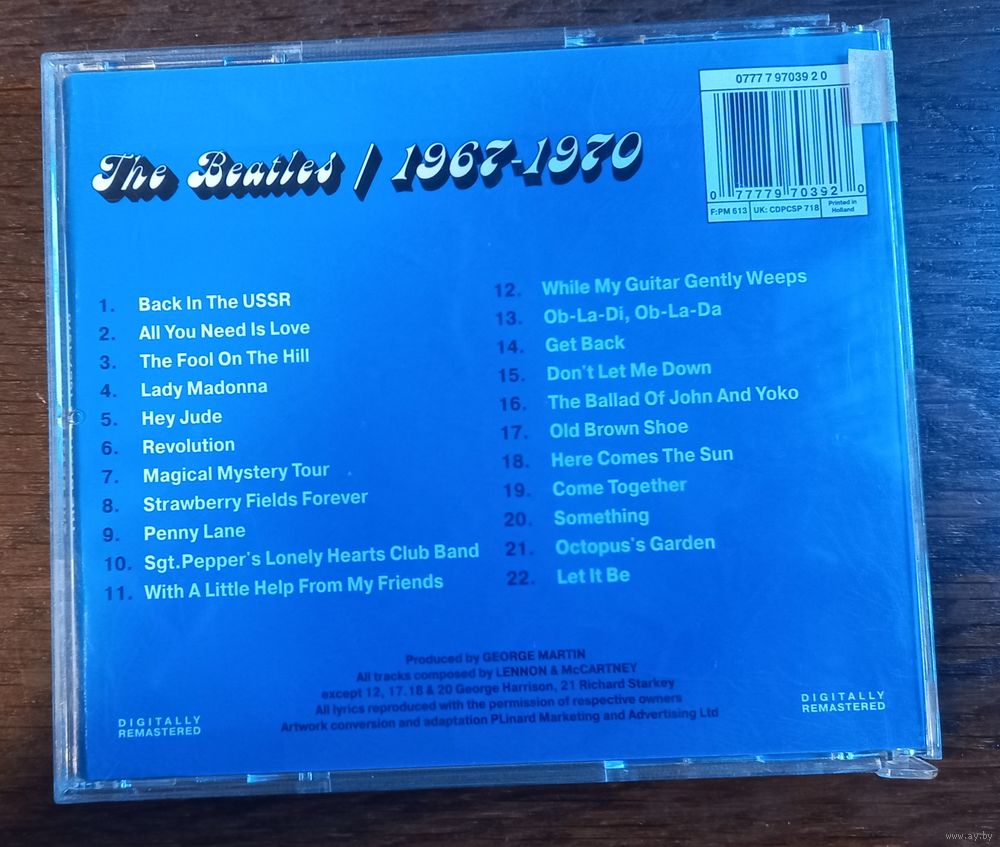 0777 7 97039 2 0
The Beatles / 1967-1970
0 77779 70392 0
F:PM 613 UK: CDPCSP 718 Printed in Holland
1. Back In The USSR
2. All You Need Is Love
3. The Fool On The Hill
4. Lady Madonna
5. Hey Jude
6. Revolution
7. Magical Mystery Tour
8. Strawberry Fields Forever
9. Penny Lane
10. Sgt.Pepper's Lonely Hearts Club Band
11. With A Little Help From My Friends
12. While My Guitar Gently Weeps
13. Ob-La-Di, Ob-La-Da
14. Get Back
15. Don't Let Me Down
16. The Ballad Of John And Yoko
17. Old Brown Shoe
18. Here Comes The Sun
19. Come Together
20. Something
21. Octopus's Garden
22. Let It Be
Produced by GEORGE MARTIN
All tracks composed by LENNON & McCARTNEY
except 12, 17.18 & 20 George Harrison, 21 Richard Starkey
All lyrics reproduced with the permission of respective owners
Artwork conversion and adaptation PLinard Marketing and Advertising Ltd
DIGITALLY
REMASTERED
DIGITALLY
REMASTERED
www.ay.by